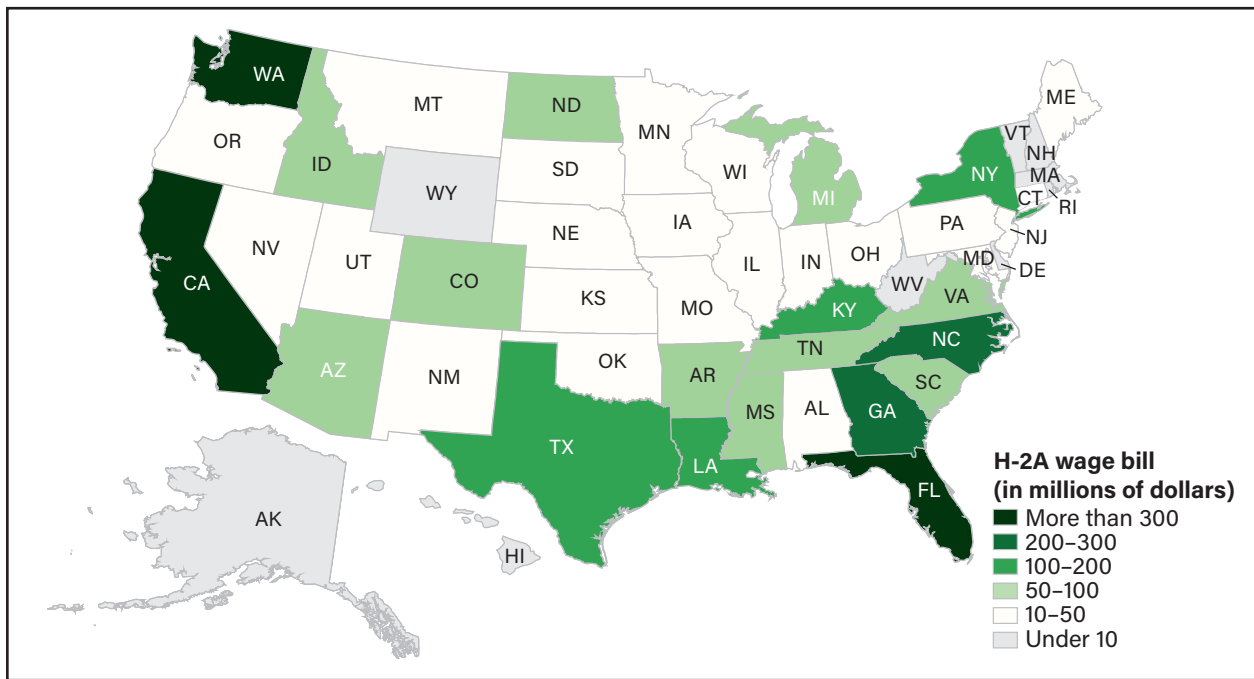 WA
MT
ND
MN
ME
OR
ID
SD
WI
MI
VT
NH
NY
MA
CT
RI
WY
NV
UT
NE
IA
PA
NJ
CA
CO
KS
MO
IL
IN
OH
MD
DE
WV
VA
KY
NC
TN
AZ
NM
OK
AR
SC
MS
AL
GA
TX
LA
FL
AK
HI
H-2A wage bill
(in millions of dollars)
More than 300
200–300
100–200
50–100
10–50
Under 10